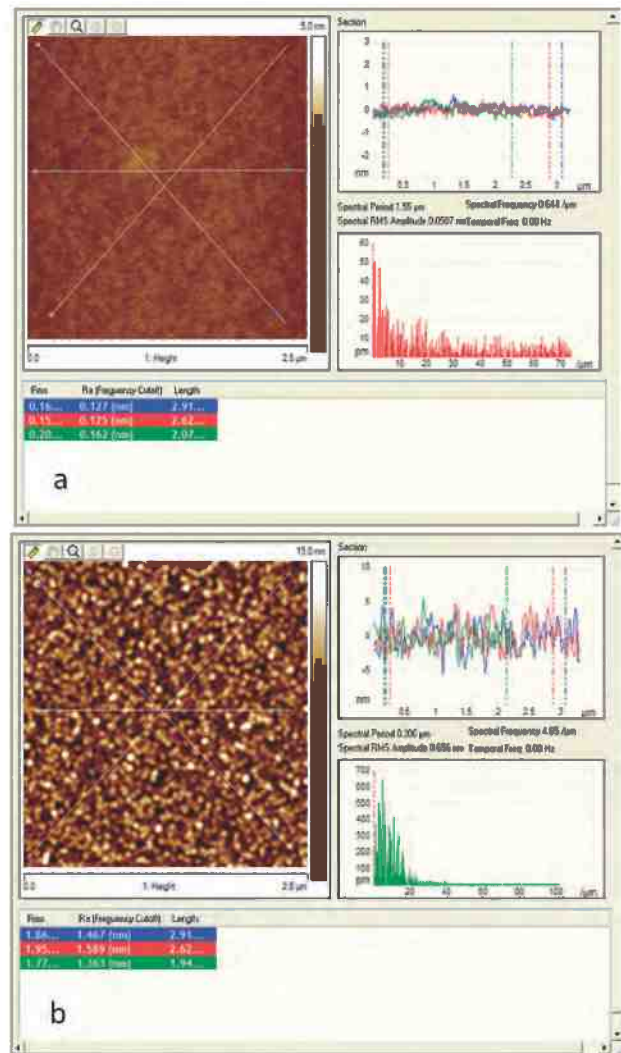 5.0 nm
0.0 1: Height 2.5 µm
Section
3
2
1
0
-1
-2
nm
0.5 1 1.5 2 2.5 3 µm
Spectral Period 1.55 µm Spectral Frequency 0.644 /µm
Spectral RMS Amplitude 0.0507 nm Temporal Freq 0.00 Hz
60
50
40
30
20
10
pm
10 20 30 40 50 60 70 /µm
Rms Ra (Frequency Cutoff) Length
0.16... 0.127 (nm) 2.91...
0.15... 0.125 (nm) 2.62...
0.20... 0.162 (nm) 2.07...
a
15.0 nm
0.0 1: Height 2.5 µm
Section
10
5
0
-5
nm
0.5 1 1.5 2 2.5 3 µm
Spectral Period 0.206 µm Spectral Frequency 4.85 /µm
Spectral RMS Amplitude 0.656 nm Temporal Freq 0.00 Hz
700
600
500
400
300
200
pm
20 40 60 80 100 /µm
Rms Ra (Frequency Cutoff) Length
1.86... 1.467 (nm) 2.91...
1.95... 1.589 (nm) 2.62...
1.77... 1.363 (nm) 1.94...
b